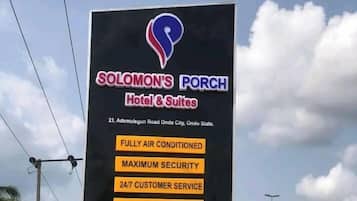 SOLOMON'S PORCH
Hotel & Suites
21, Ademulegun Road Ondo City, Ondo State.
FULLY AIR CONDITIONED
MAXIMUM SECURITY
24/7 CUSTOMER SERVICE